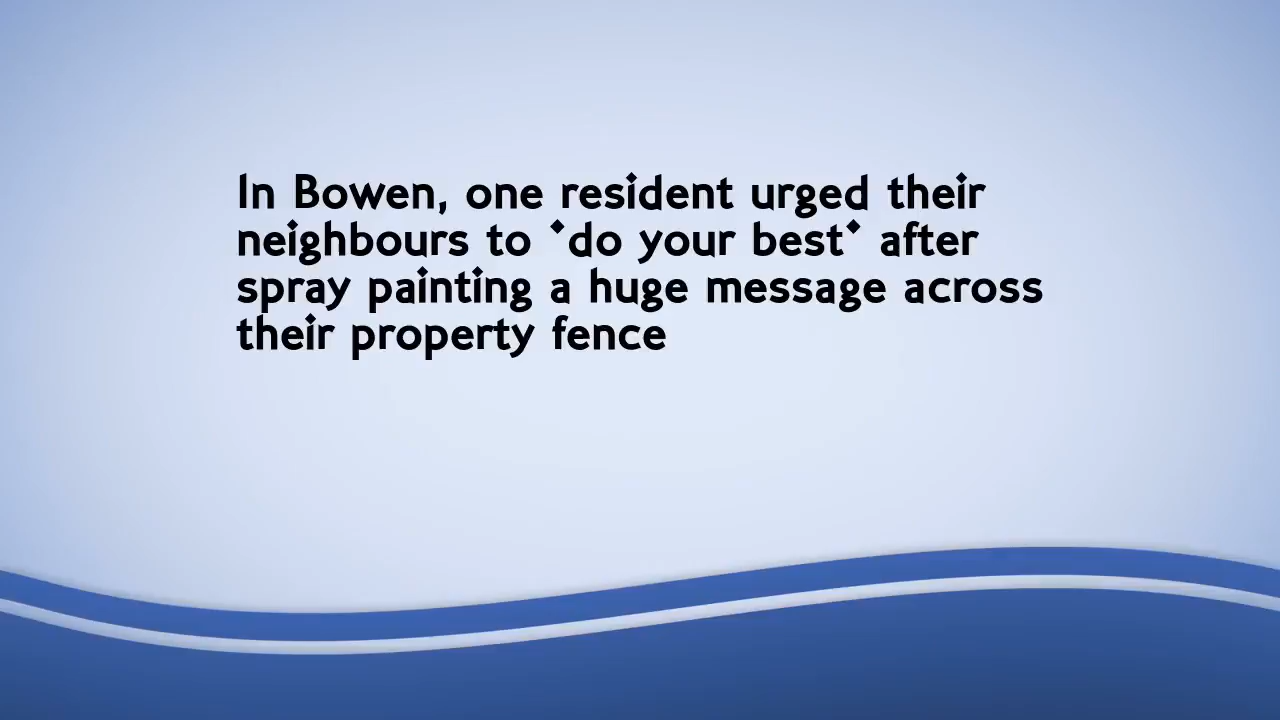 In Bowen, one resident urged their
neighbours to 'do your best' after
spray painting a huge message across
their property fence